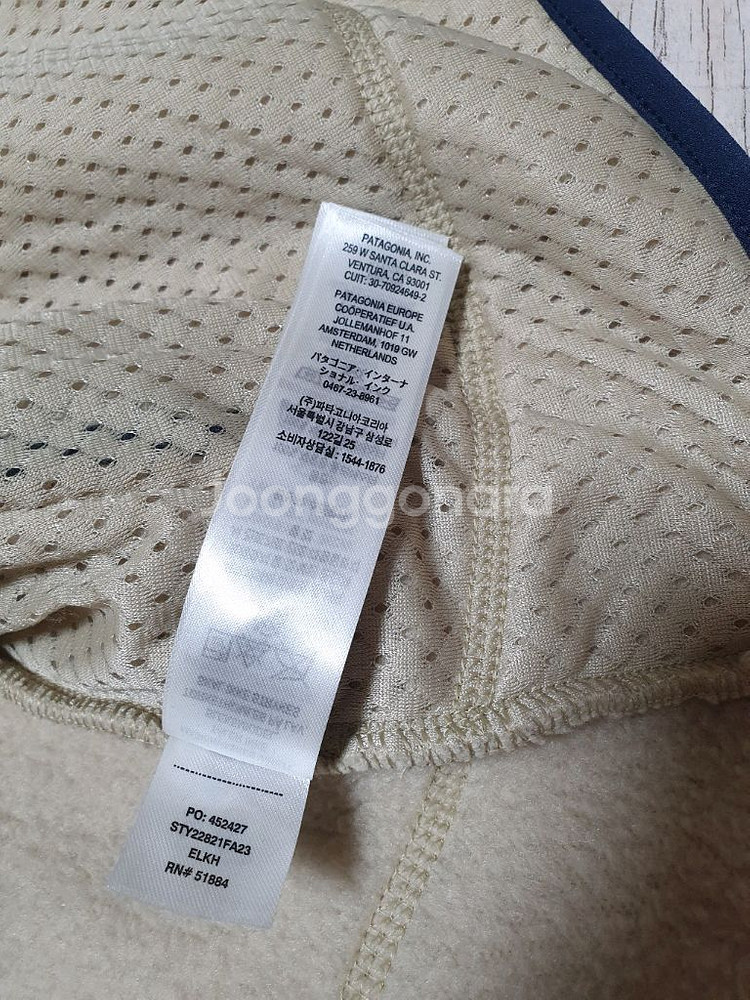 PATAGONIA, INC.
259 W SANTA CLARA ST.
VENTURA, CA 93001
CUIT: 30-70924649-2
PATAGONIA EUROPE
COÖPERATIEF U.A.
JOLLEMANHOF 11
AMSTERDAM, 1019 GW
NETHERLANDS
パタゴニア・インターナ
ショナル・インク
0467-23-8961
(주)파타고니아코리아
서울특별시 강남구 삼성로
122길 25
소비자상담실 : 1544-1876
Joonggonara
PO: 452427
STY22821FA23
ELKH
RN# 51884